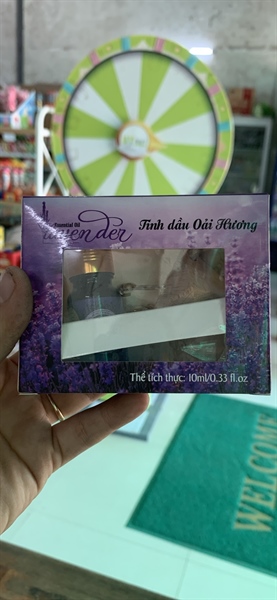 Essential Oil
Lavender
Tinh dầu Oải Hương
Thể tích thực: 10ml/0.33 fl.oz
WELCOME